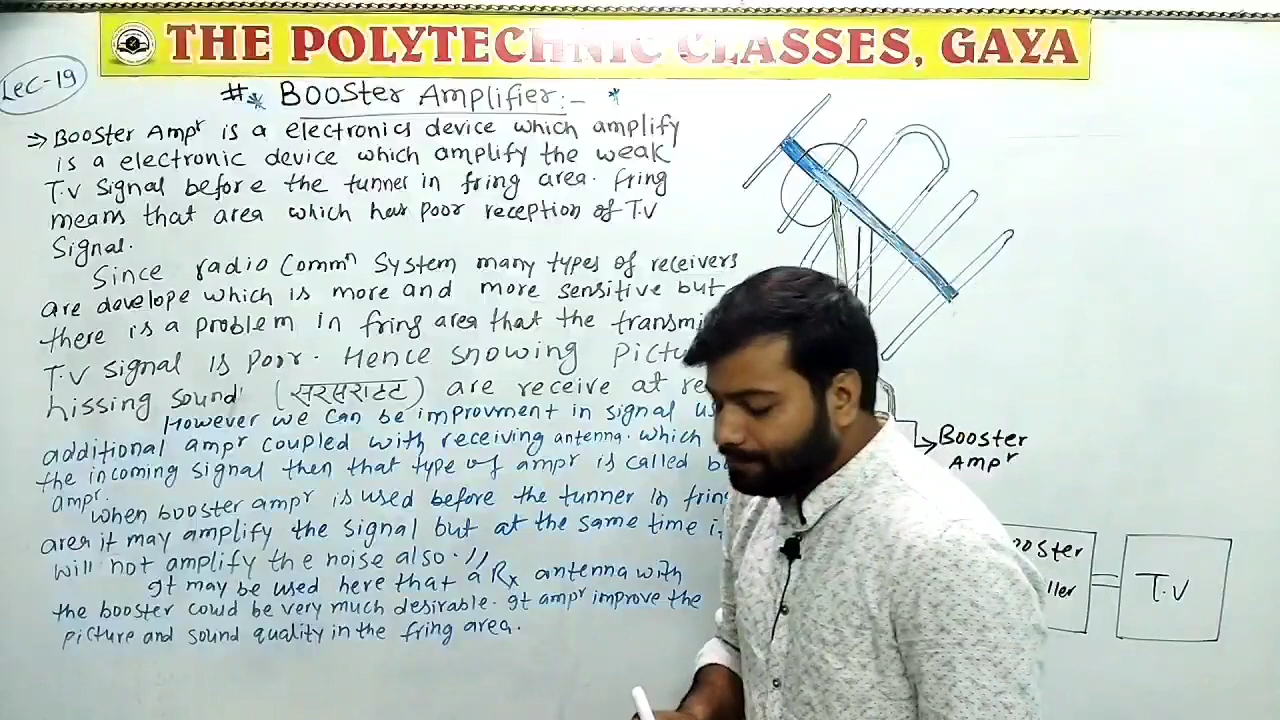 THE POLYTECHNIC CLASSES, GAYA
Lec-19
# * Booster Amplifier:- *
⇒ Booster Ampr is a electronics device which amplify
is a electronic device which amplify the weak
T.V signal before the tunner in fring area. fring
means that area which has poor reception of T.V
Signal.
Since radio Commn System many types of receivers
are develope which is more and more sensitive but
there is a problem in fring area that the
T.V signal is poor. Hence snowing
hissing sound (सरसराटट) are receive at
However we can be improvment in signal
additional ampr coupled with receiving antenna. which
the incoming signal then that type of ampr is called
ampr.
when booster ampr is used before the tunner in
area it may amplify the signal but at the same time
will not amplify the noise also. //
It may be used here that a Rx antenna with
the booster could be very much desirable. It ampr improve the
picture and sound quality in the fring area.
→ Booster
Ampr
T.V